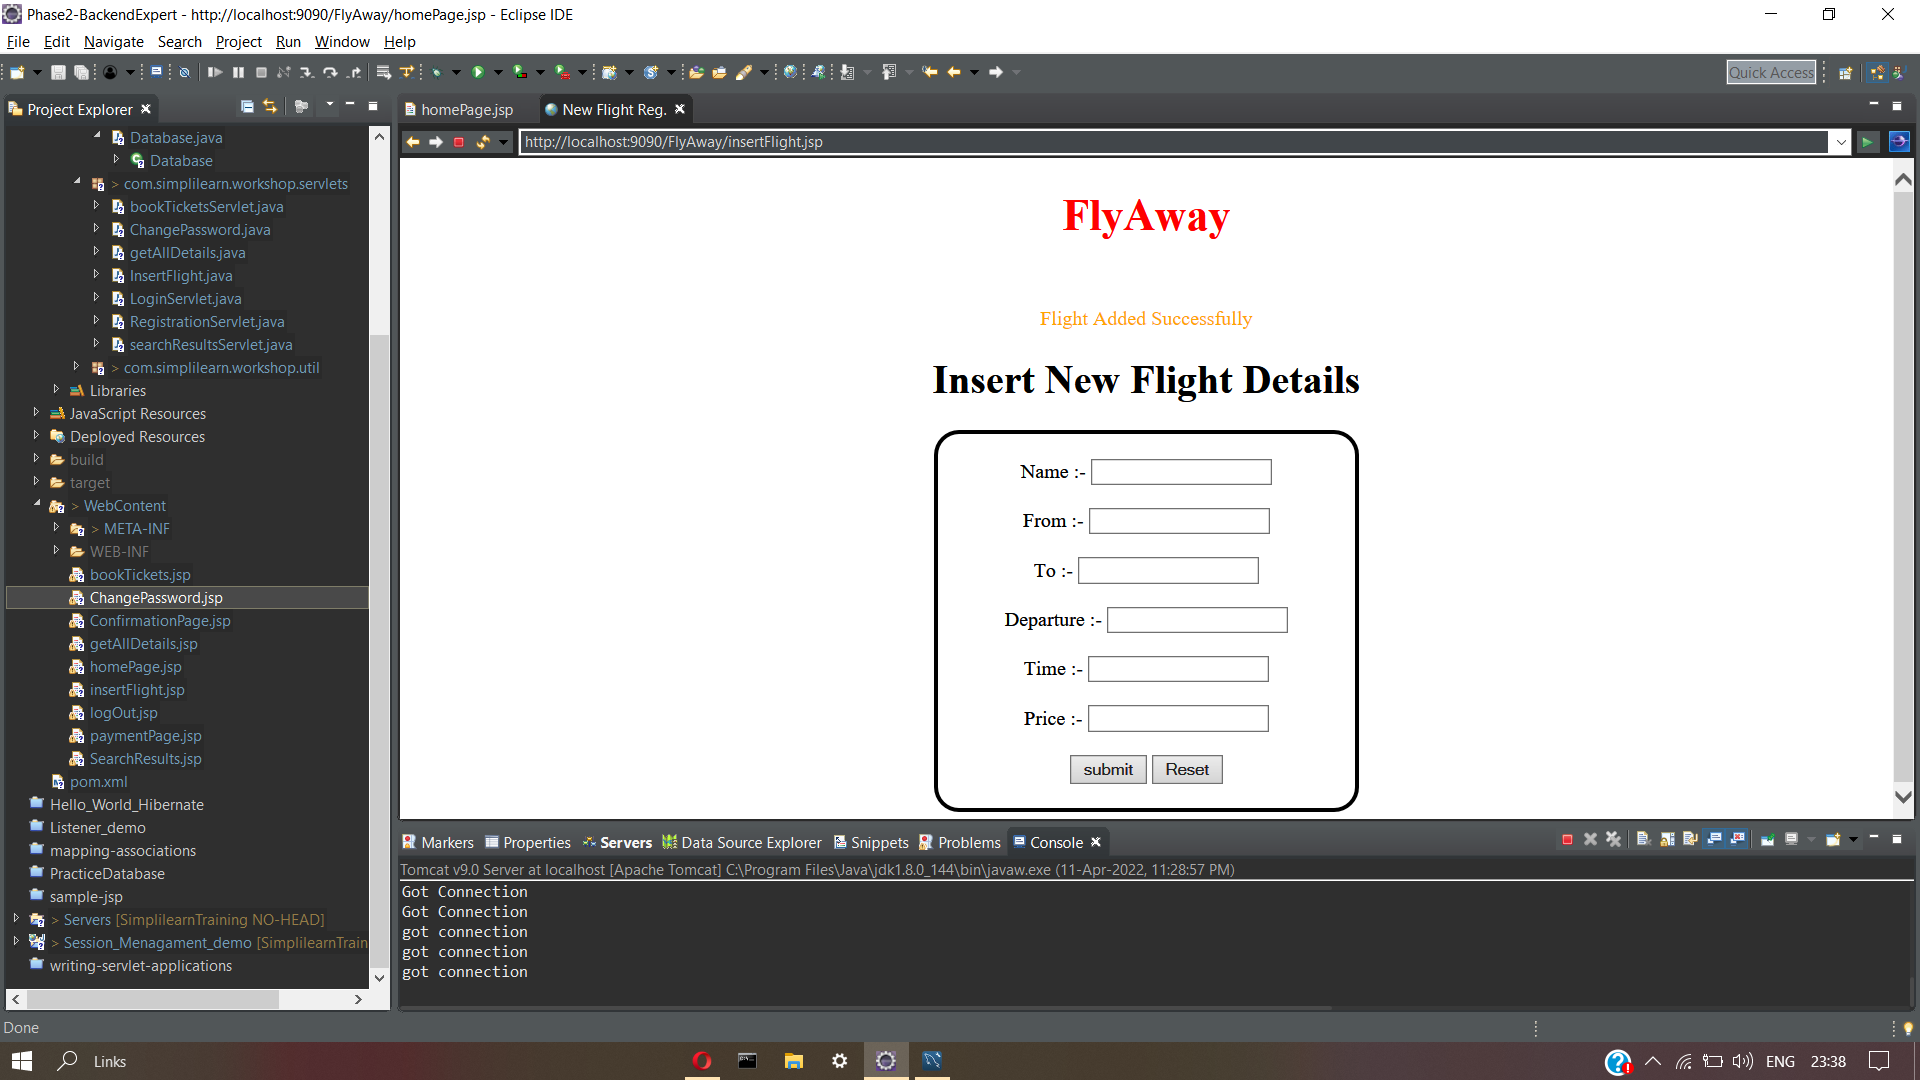 Phase2-BackendExpert - http://localhost:9090/FlyAway/homePage.jsp - Eclipse IDE
File Edit Navigate Search Project Run Window Help
Quick Access
Project Explorer
Database.java
Database
> com.simplilearn.workshop.servlets
bookTicketsServlet.java
ChangePassword.java
getAllDetails.java
InsertFlight.java
LoginServlet.java
RegistrationServlet.java
searchResultsServlet.java
> com.simplilearn.workshop.util
Libraries
JavaScript Resources
Deployed Resources
build
target
> WebContent
> META-INF
WEB-INF
bookTickets.jsp
ChangePassword.jsp
ConfirmationPage.jsp
getAllDetails.jsp
homePage.jsp
insertFlight.jsp
logOut.jsp
paymentPage.jsp
SearchResults.jsp
pom.xml
Hello_World_Hibernate
Listener_demo
mapping-associations
PracticeDatabase
sample-jsp
> Servers [SimplilearnTraining NO-HEAD]
> Session_Menagament_demo [SimplilearnTrain
writing-servlet-applications
homePage.jsp New Flight Reg.
http://localhost:9090/FlyAway/insertFlight.jsp
FlyAway
Flight Added Successfully
Insert New Flight Details
Name :-
From :-
To :-
Departure :-
Time :-
Price :-
submit Reset
Markers Properties Servers Data Source Explorer Snippets Problems Console
Tomcat v9.0 Server at localhost [Apache Tomcat] C:\Program Files\Java\jdk1.8.0_144\bin\javaw.exe (11-Apr-2022, 11:28:57 PM)
Got Connection
Got Connection
got connection
got connection
got connection
Done
Links
ENG 23:38